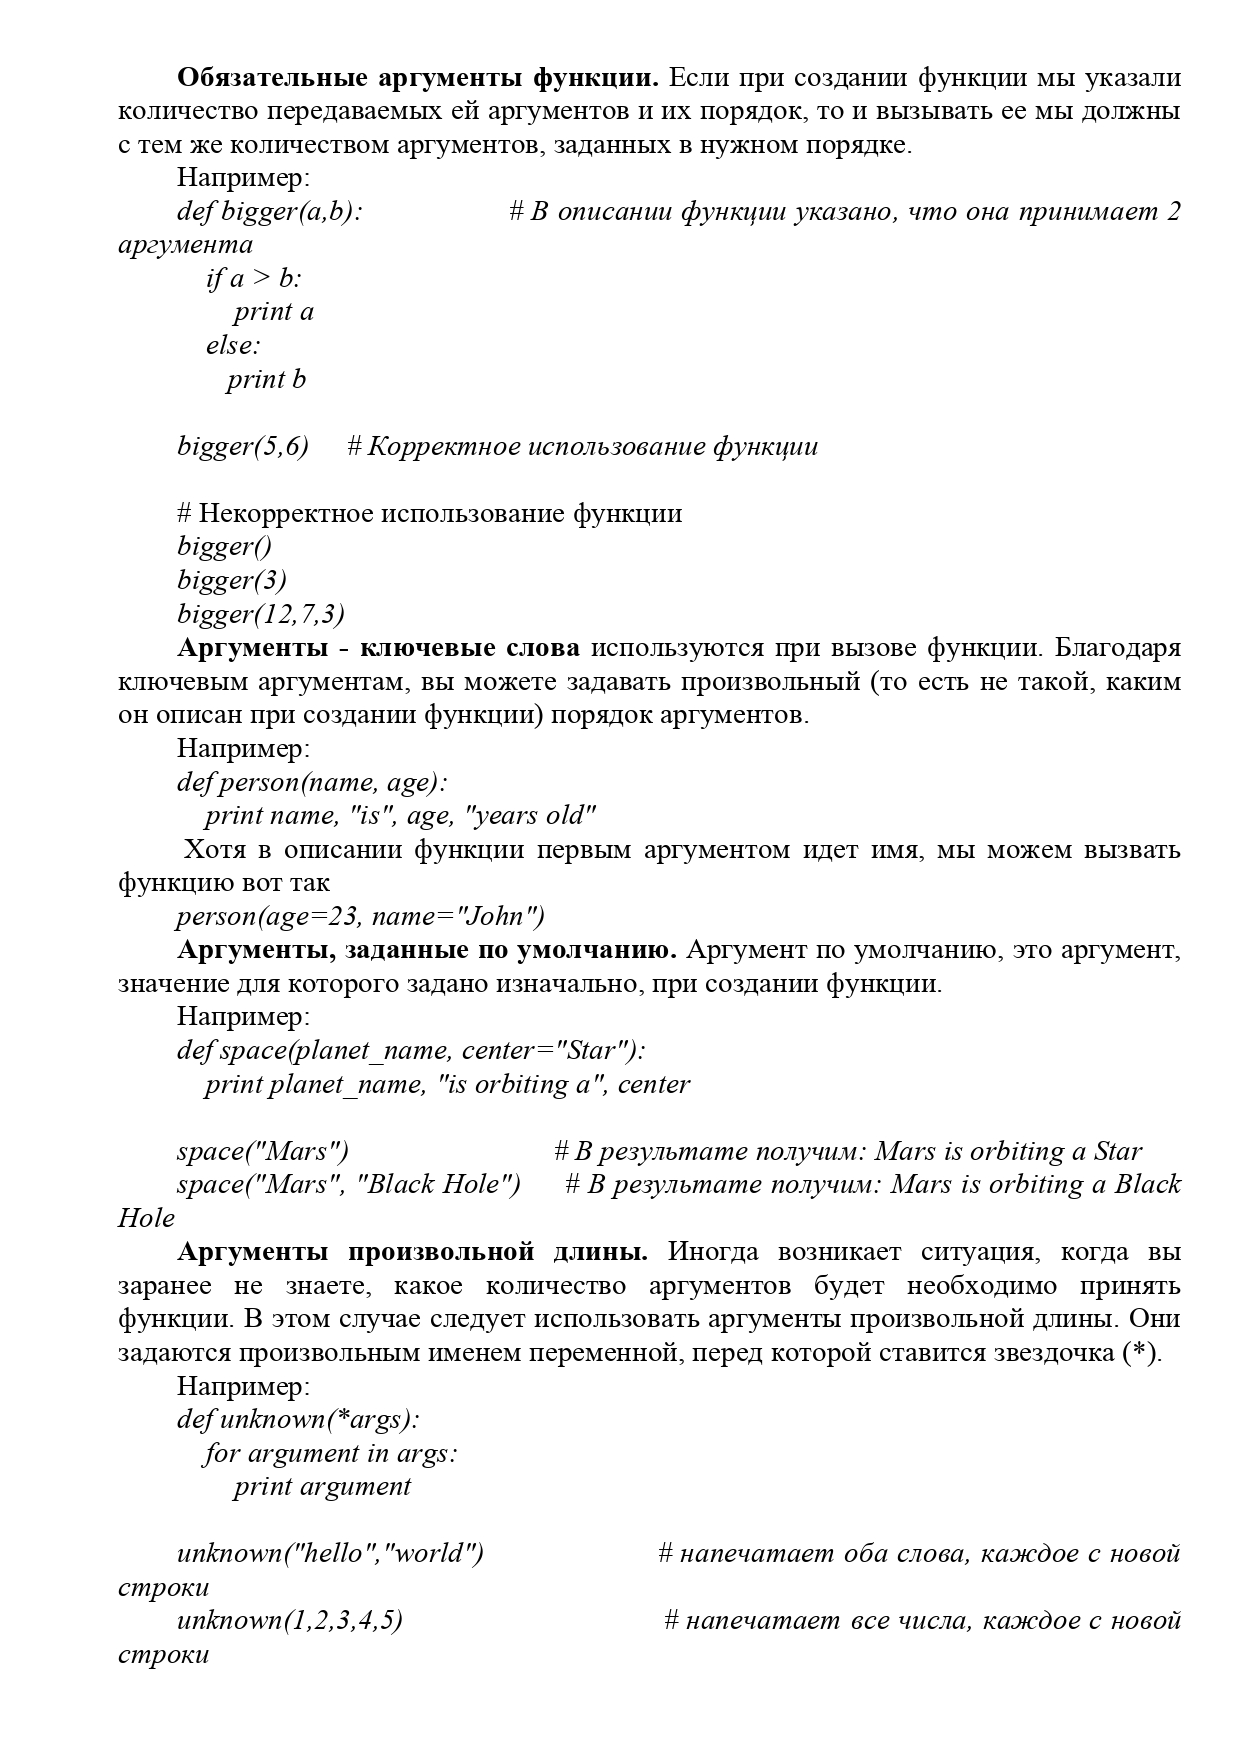 Обязательные аргументы функции. Если при создании функции мы указали
количество передаваемых ей аргументов и их порядок, то и вызывать ее мы должны
с тем же количеством аргументов, заданных в нужном порядке.
Например:
def bigger(a,b): # В описании функции указано, что она принимает 2
аргумента
if a > b:
print a
else:
print b
bigger(5,6) # Корректное использование функции
# Некорректное использование функции
bigger()
bigger(3)
bigger(12,7,3)
Аргументы - ключевые слова используются при вызове функции. Благодаря
ключевым аргументам, вы можете задавать произвольный (то есть не такой, каким
он описан при создании функции) порядок аргументов.
Например:
def person(name, age):
print name, "is", age, "years old"
Хотя в описании функции первым аргументом идет имя, мы можем вызвать
функцию вот так
person(age=23, name="John")
Аргументы, заданные по умолчанию. Аргумент по умолчанию, это аргумент,
значение для которого задано изначально, при создании функции.
Например:
def space(planet_name, center="Star"):
print planet_name, "is orbiting a", center
space("Mars") # В результате получим: Mars is orbiting a Star
space("Mars", "Black Hole") # В результате получим: Mars is orbiting a Black
Hole
Аргументы произвольной длины. Иногда возникает ситуация, когда вы
заранее не знаете, какое количество аргументов будет необходимо принять
функции. В этом случае следует использовать аргументы произвольной длины. Они
задаются произвольным именем переменной, перед которой ставится звездочка (*).
Например:
def unknown(*args):
for argument in args:
print argument
unknown("hello","world") # напечатает оба слова, каждое с новой
строки
unknown(1,2,3,4,5) # напечатает все числа, каждое с новой
строки